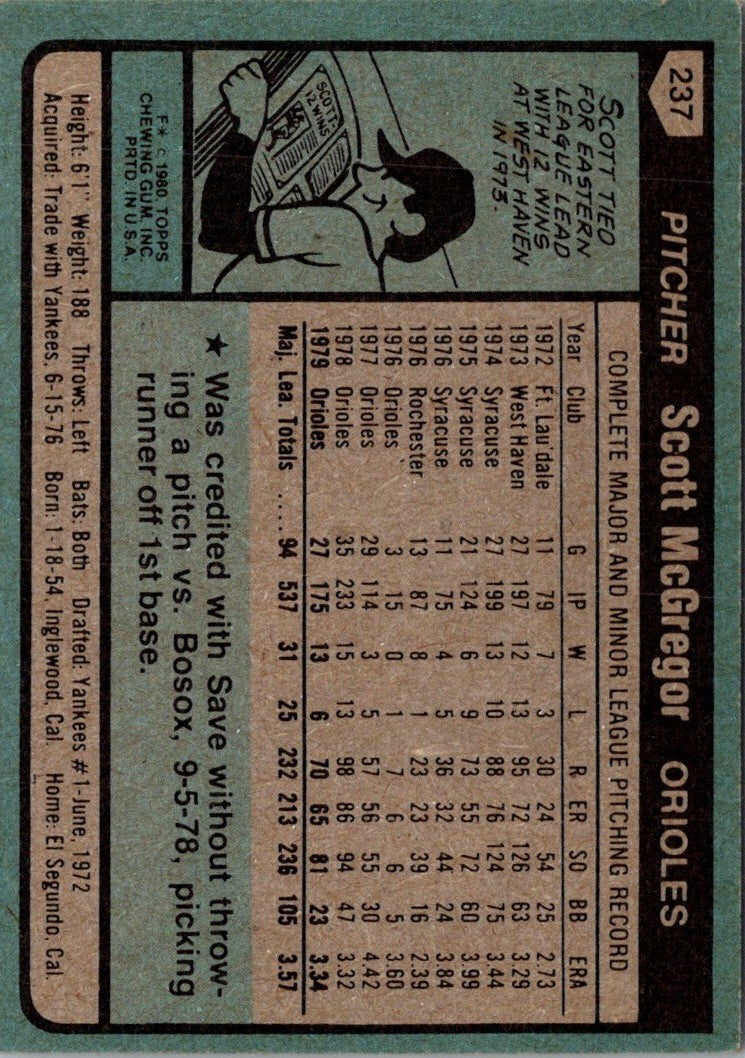 237 PITCHER Scott McGregor ORIOLES
SCOTT TIED
FOR EASTERN
LEAGUE LEAD
WITH 12 WINS
AT WEST HAVEN
IN 1973.
SCOTT
12 WINS
F* © 1980 TOPPS
CHEWING GUM, INC.
PRTD. IN U.S.A.
COMPLETE MAJOR AND MINOR LEAGUE PITCHING RECORD
Year Club G IP W L R ER SO BB ERA
1972 Ft. Lau'dale 11 79 7 3 30 24 54 25 2.73
1973 West Haven 27 197 12 13 95 72 126 63 3.29
1974 Syracuse 27 199 13 10 88 76 124 75 3.44
1975 Syracuse 21 124 6 9 73 55 72 60 3.99
1976 Syracuse 11 75 4 5 36 32 44 24 3.84
1976 Rochester 13 87 8 1 23 23 39 16 2.39
1976 Orioles 3 15 0 1 7 6 6 5 3.60
1977 Orioles 29 114 3 5 57 56 55 30 4.42
1978 Orioles 35 233 15 13 98 86 94 47 3.32
1979 Orioles 27 175 13 6 70 65 81 23 3.34
Maj. Lea. Totals .....94 537 31 25 232 213 236 105 3.57
★ Was credited with Save without throw-
ing a pitch vs. Bosox, 9-5-78, picking
runner off 1st base.
Height: 6'1" Weight: 188 Throws: Left Bats: Both Drafted: Yankees #1-June, 1972
Acquired: Trade with Yankees, 6-15-76 Born: 1-18-54, Inglewood, Cal. Home: El Segundo, Cal.